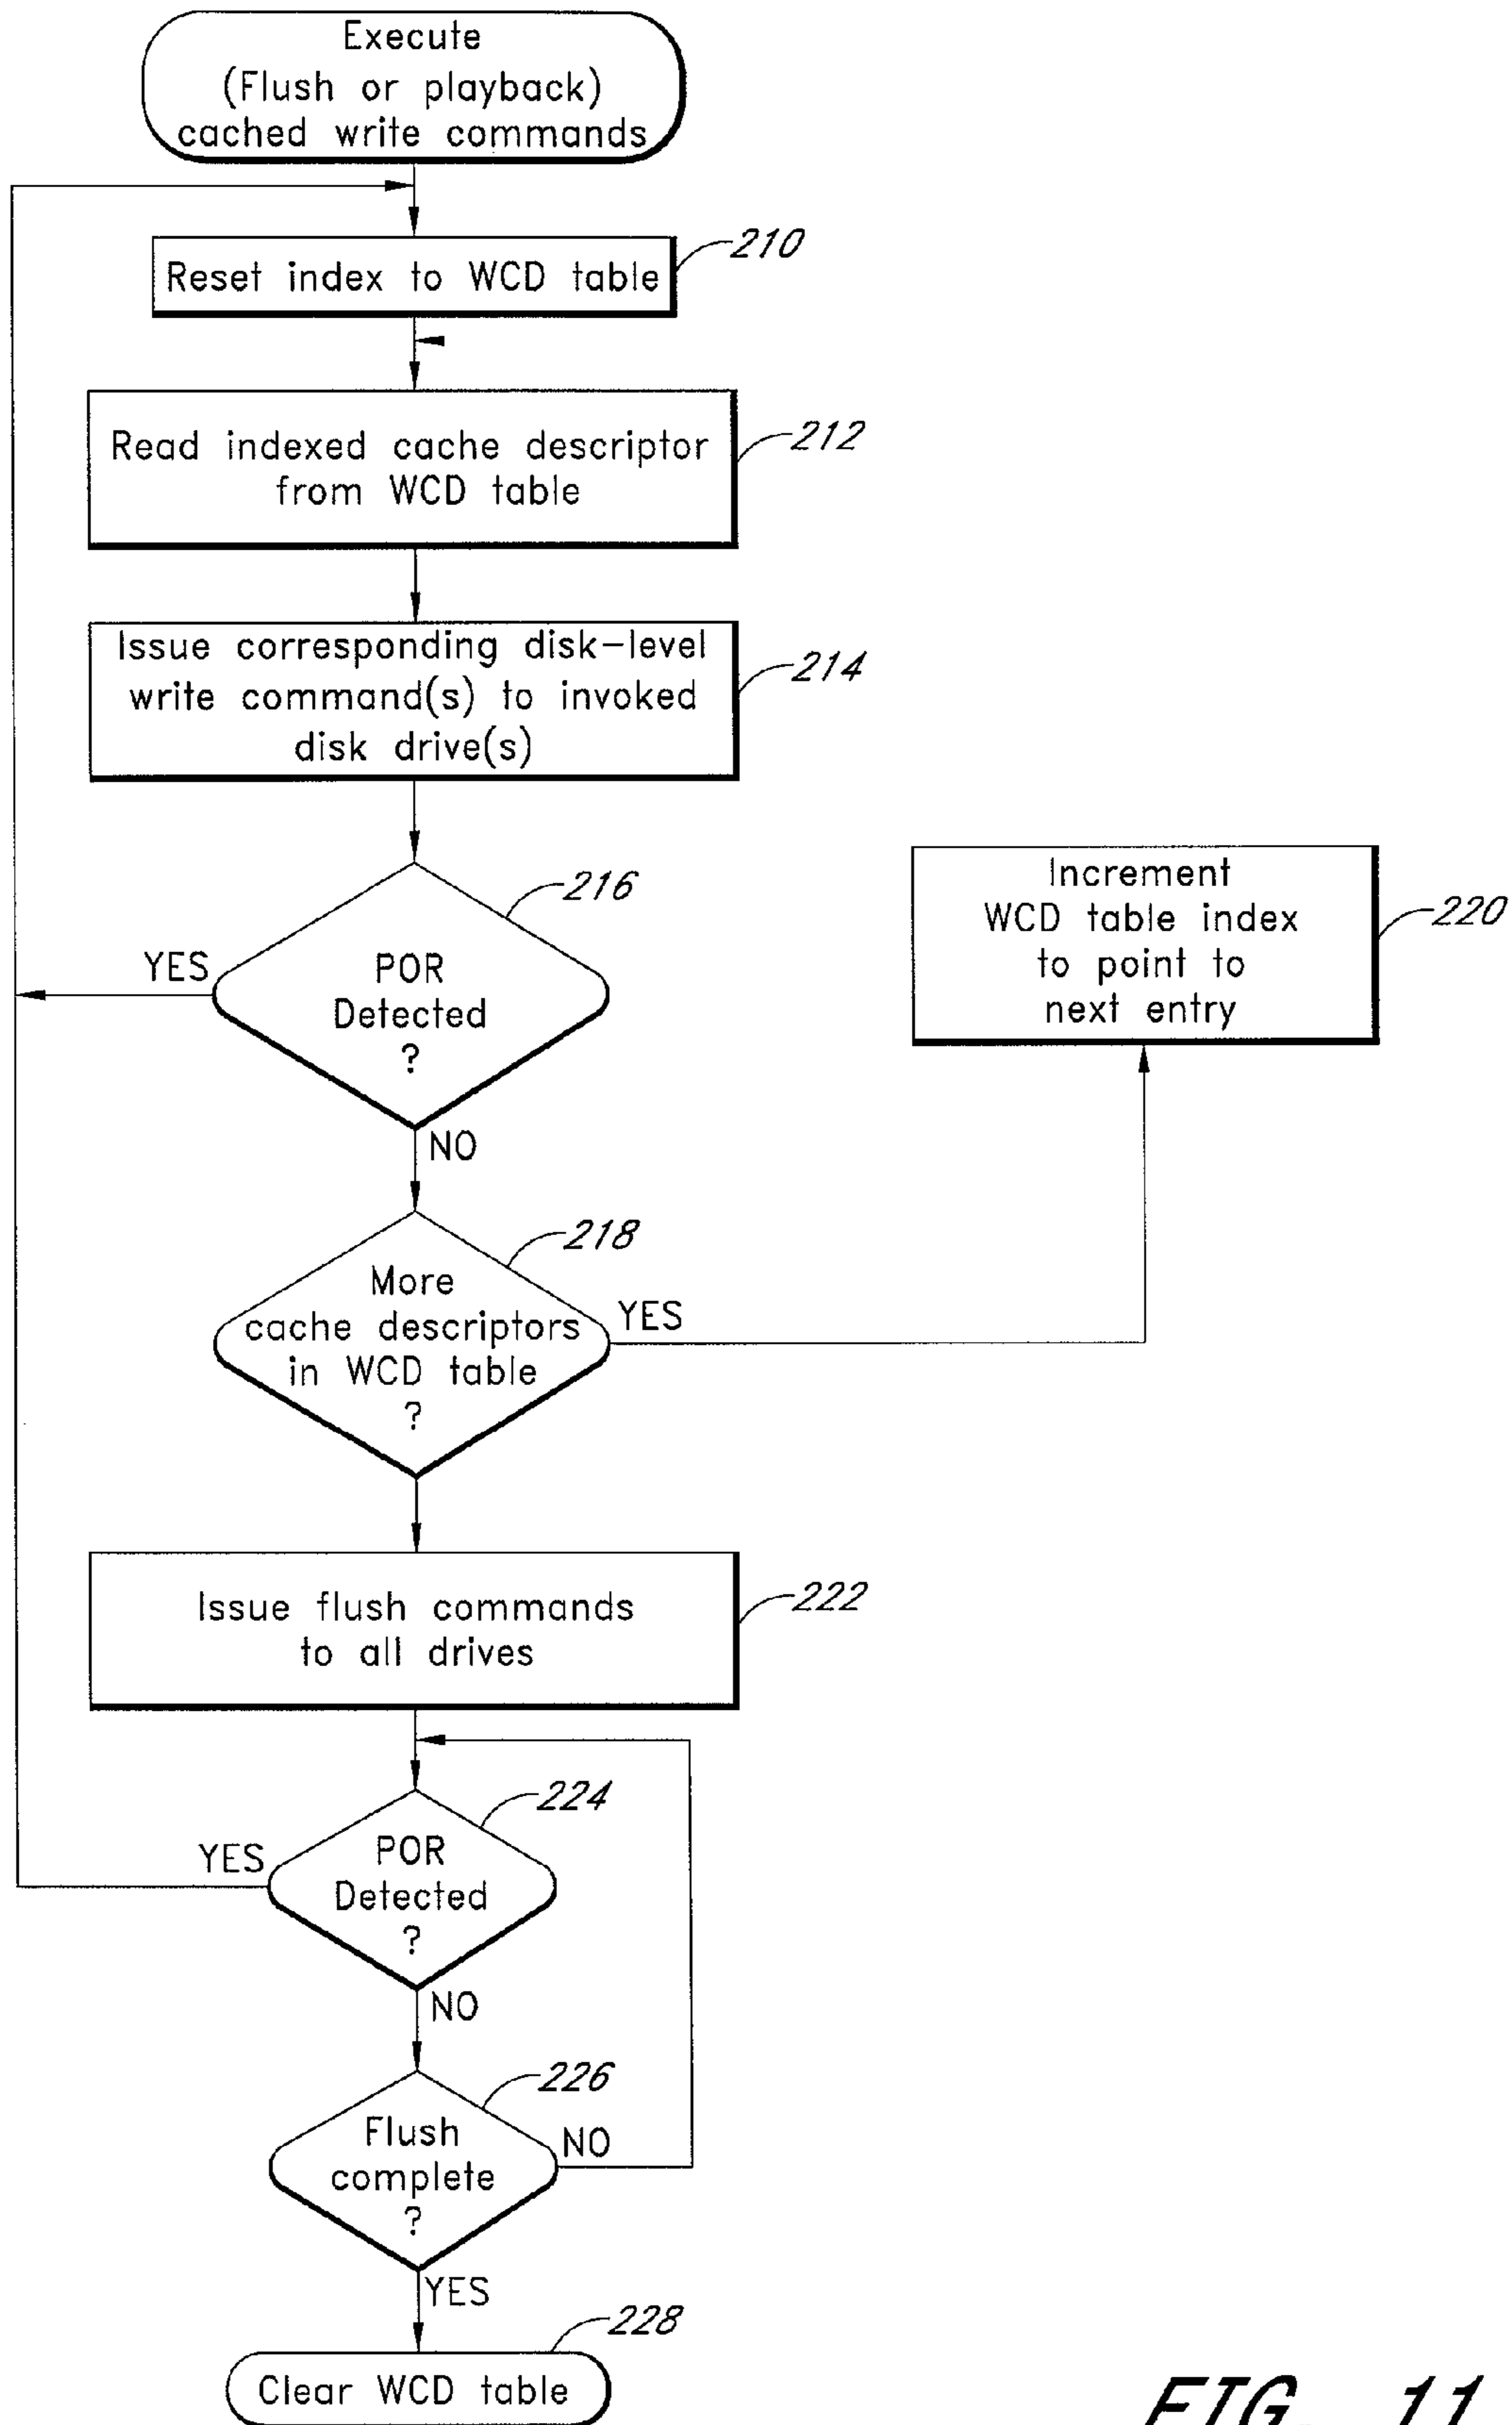 Execute
(Flush or playback)
cached write commands
210
Reset index to WCD table
212
Read indexed cache descriptor
from WCD table
214
Issue corresponding disk-level
write command(s) to invoked
disk drive(s)
216
YES
POR
Detected
?
NO
220
Increment
WCD table index
to point to
next entry
218
More
cache descriptors
in WCD table
?
YES
222
Issue flush commands
to all drives
224
YES
POR
Detected
?
NO
226
Flush
complete
?
NO
YES
228
Clear WCD table
FIG. 11